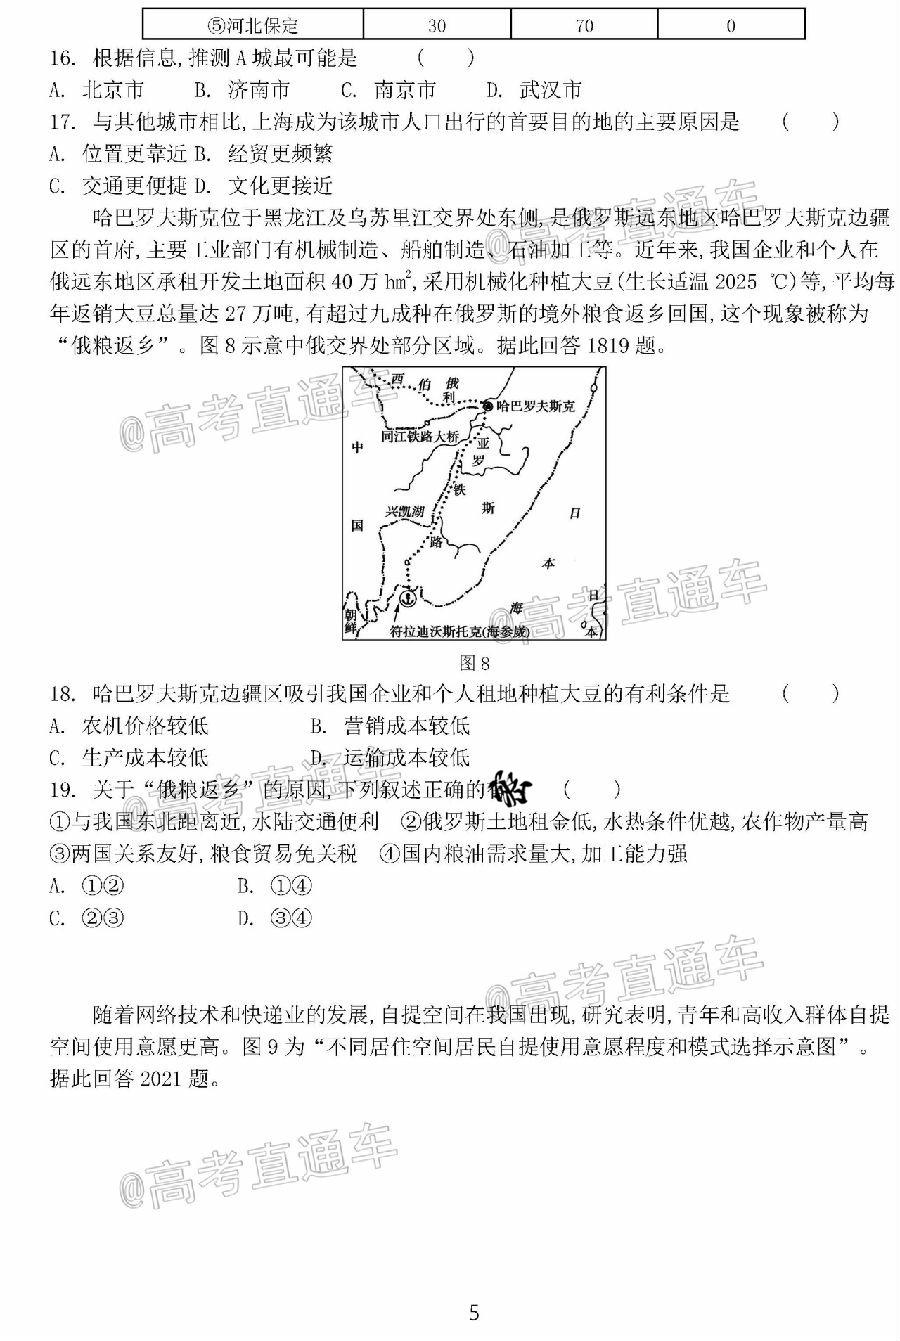 ⑤河北保定 30 70 0
16. 根据信息,推测A城最可能是 ( )
A. 北京市 B. 济南市 C. 南京市 D. 武汉市
17. 与其他城市相比,上海成为该城市人口出行的首要目的地的主要原因是 ( )
A. 位置更靠近 B. 经贸更频繁
C. 交通更便捷 D. 文化更接近
哈巴罗夫斯克位于黑龙江及乌苏里江交界处东侧,是俄罗斯远东地区哈巴罗夫斯克边疆
区的首府,主要工业部门有机械制造、船舶制造、石油加工等。近年来,我国企业和个人在
俄远东地区承租开发土地面积40万hm²,采用机械化种植大豆(生长适温2025 ℃)等,平均每
年返销大豆总量达27万吨,有超过九成种在俄罗斯的境外粮食返乡回国,这个现象被称为
“俄粮返乡”。图8示意中俄交界处部分区域。据此回答1819题。
西伯利
俄
哈巴罗夫斯克
同江铁路大桥
中
亚
罗
铁
斯
兴凯湖
日
国
路
本
海
日
朝鲜
符拉迪沃斯托克(海参崴)
本
图8
18. 哈巴罗夫斯克边疆区吸引我国企业和个人租地种植大豆的有利条件是 ( )
A. 农机价格较低 B. 营销成本较低
C. 生产成本较低 D. 运输成本较低
19. 关于“俄粮返乡”的原因,下列叙述正确的 ( )
①与我国东北距离近,水陆交通便利 ②俄罗斯土地租金低,水热条件优越,农作物产量高
③两国关系友好,粮食贸易免关税 ④国内粮油需求量大,加工能力强
A. ①② B. ①④
C. ②③ D. ③④
随着网络技术和快递业的发展,自提空间在我国出现,研究表明,青年和高收入群体自提
空间使用意愿更高。图9为“不同居住空间居民自提使用意愿程度和模式选择示意图”。
据此回答2021题。
@高考直通车
@高考直通车
@高考直通车
@高考直通车
@高考直通车
@高考直通车
5